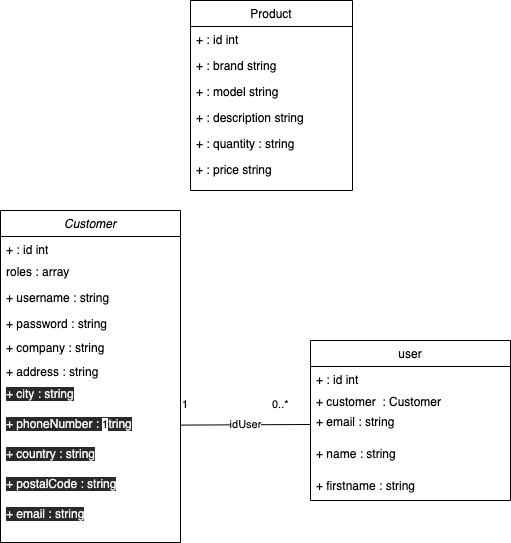 Product
+ : id int
+ : brand string
+ : model string
+ : description string
+ : quantity : string
+ : price string
Customer
+ : id int
roles : array
+ username : string
+ password : string
+ company : string
+ address : string
+ city : string
+ phoneNumber : 1tring
+ country : string
+ postalCode : string
+ email : string
1
0..*
idUser
user
+ : id int
+ customer : Customer
+ email : string
+ name : string
+ firstname : string